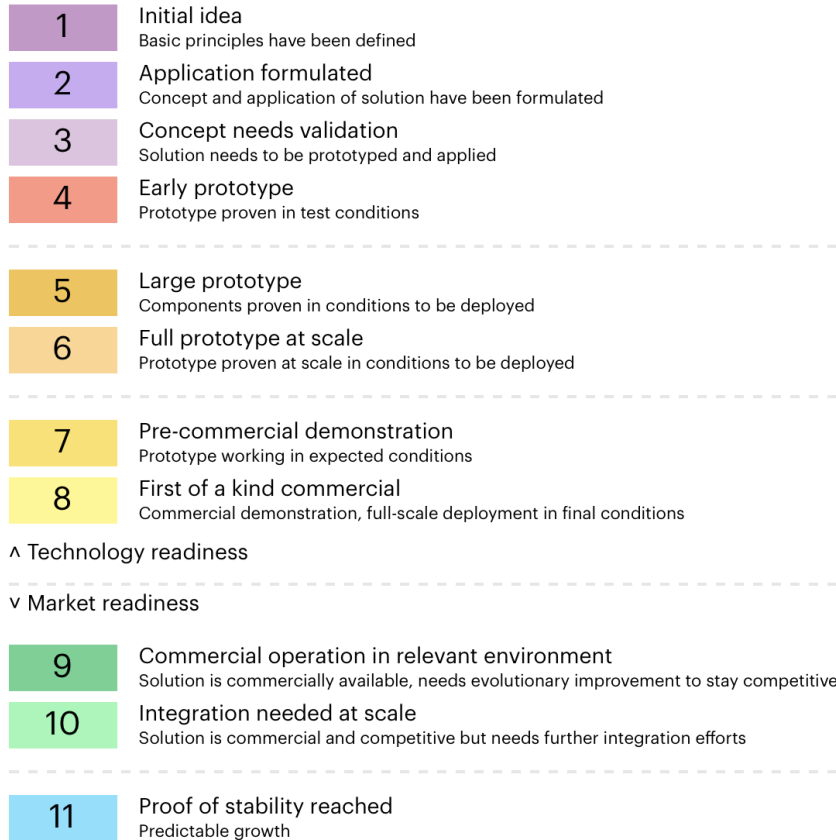 1
Initial idea
Basic principles have been defined
2
Application formulated
Concept and application of solution have been formulated
3
Concept needs validation
Solution needs to be prototyped and applied
4
Early prototype
Prototype proven in test conditions
5
Large prototype
Components proven in conditions to be deployed
6
Full prototype at scale
Prototype proven at scale in conditions to be deployed
7
Pre-commercial demonstration
Prototype working in expected conditions
8
First of a kind commercial
Commercial demonstration, full-scale deployment in final conditions
˄ Technology readiness
˅ Market readiness
9
Commercial operation in relevant environment
Solution is commercially available, needs evolutionary improvement to stay competitive
10
Integration needed at scale
Solution is commercial and competitive but needs further integration efforts
11
Proof of stability reached
Predictable growth